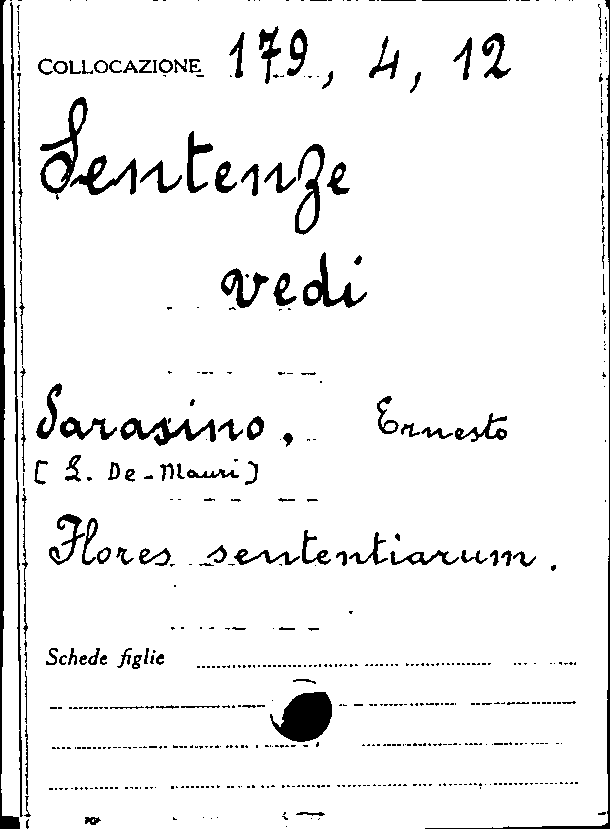 COLLOCAZIONE 179, 4, 12
Sentenze
vedi
Sarasino, Ernesto
[ L. De-Mauri ]
Flores sententiarum.
Schede figlie